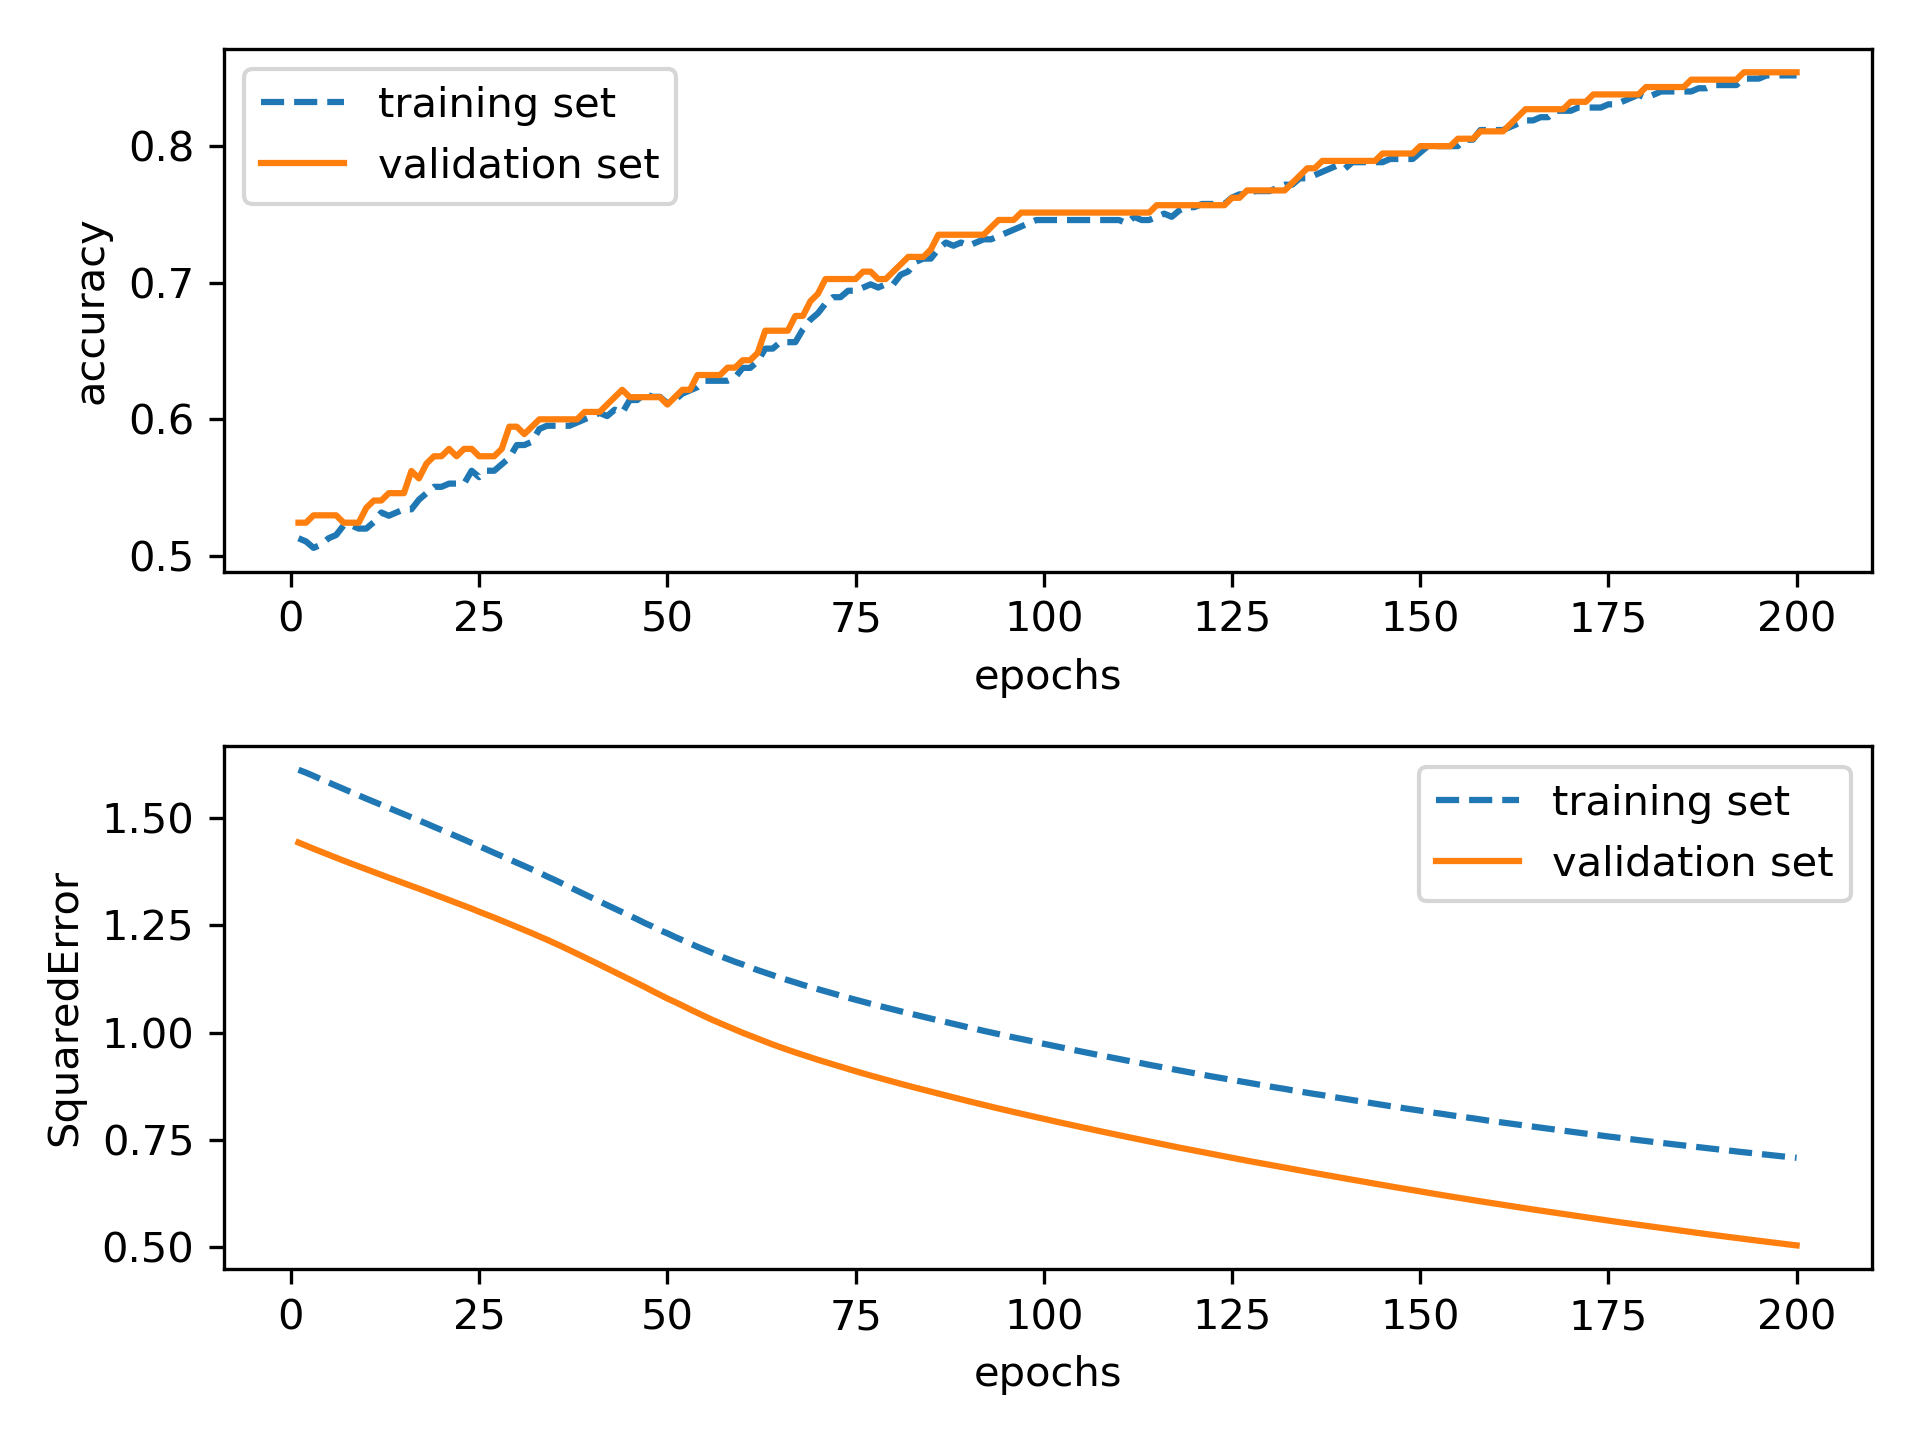 training set
validation set
accuracy
0.8
0.7
0.6
0.5
0 25 50 75 100 125 150 175 200
epochs
training set
validation set
SquaredError
1.50
1.25
1.00
0.75
0.50
0 25 50 75 100 125 150 175 200
epochs